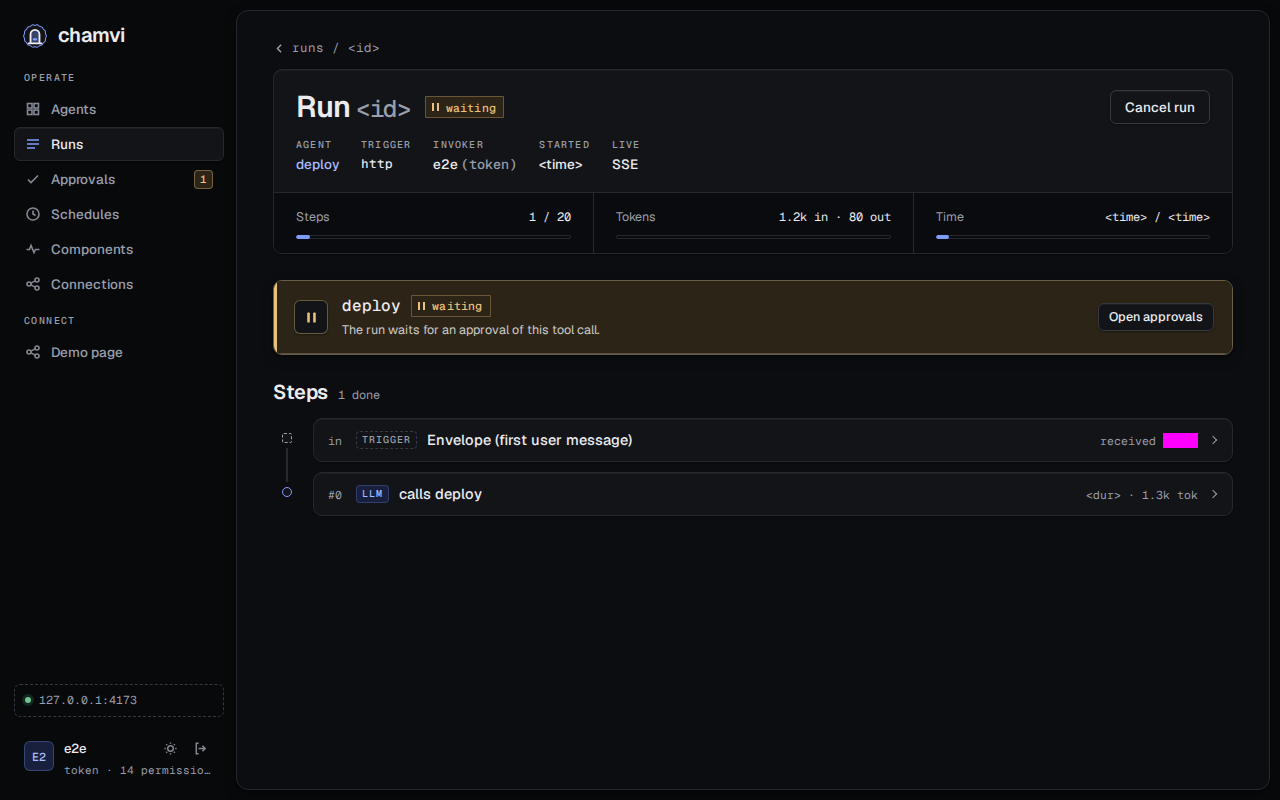 chamvi
OPERATE
Agents
Runs
Approvals 1
Schedules
Components
Connections
CONNECT
Demo page
127.0.0.1:4173
E2 e2e
token · 14 permissio…
runs / <id>
Run <id> waiting
Cancel run
AGENT TRIGGER INVOKER STARTED LIVE
deploy http e2e (token) <time> SSE
Steps 1 / 20
Tokens 1.2k in · 80 out
Time <time> / <time>
deploy waiting
The run waits for an approval of this tool call.
Open approvals
Steps 1 done
in TRIGGER Envelope (first user message) received
#0 LLM calls deploy <dur> · 1.3k tok